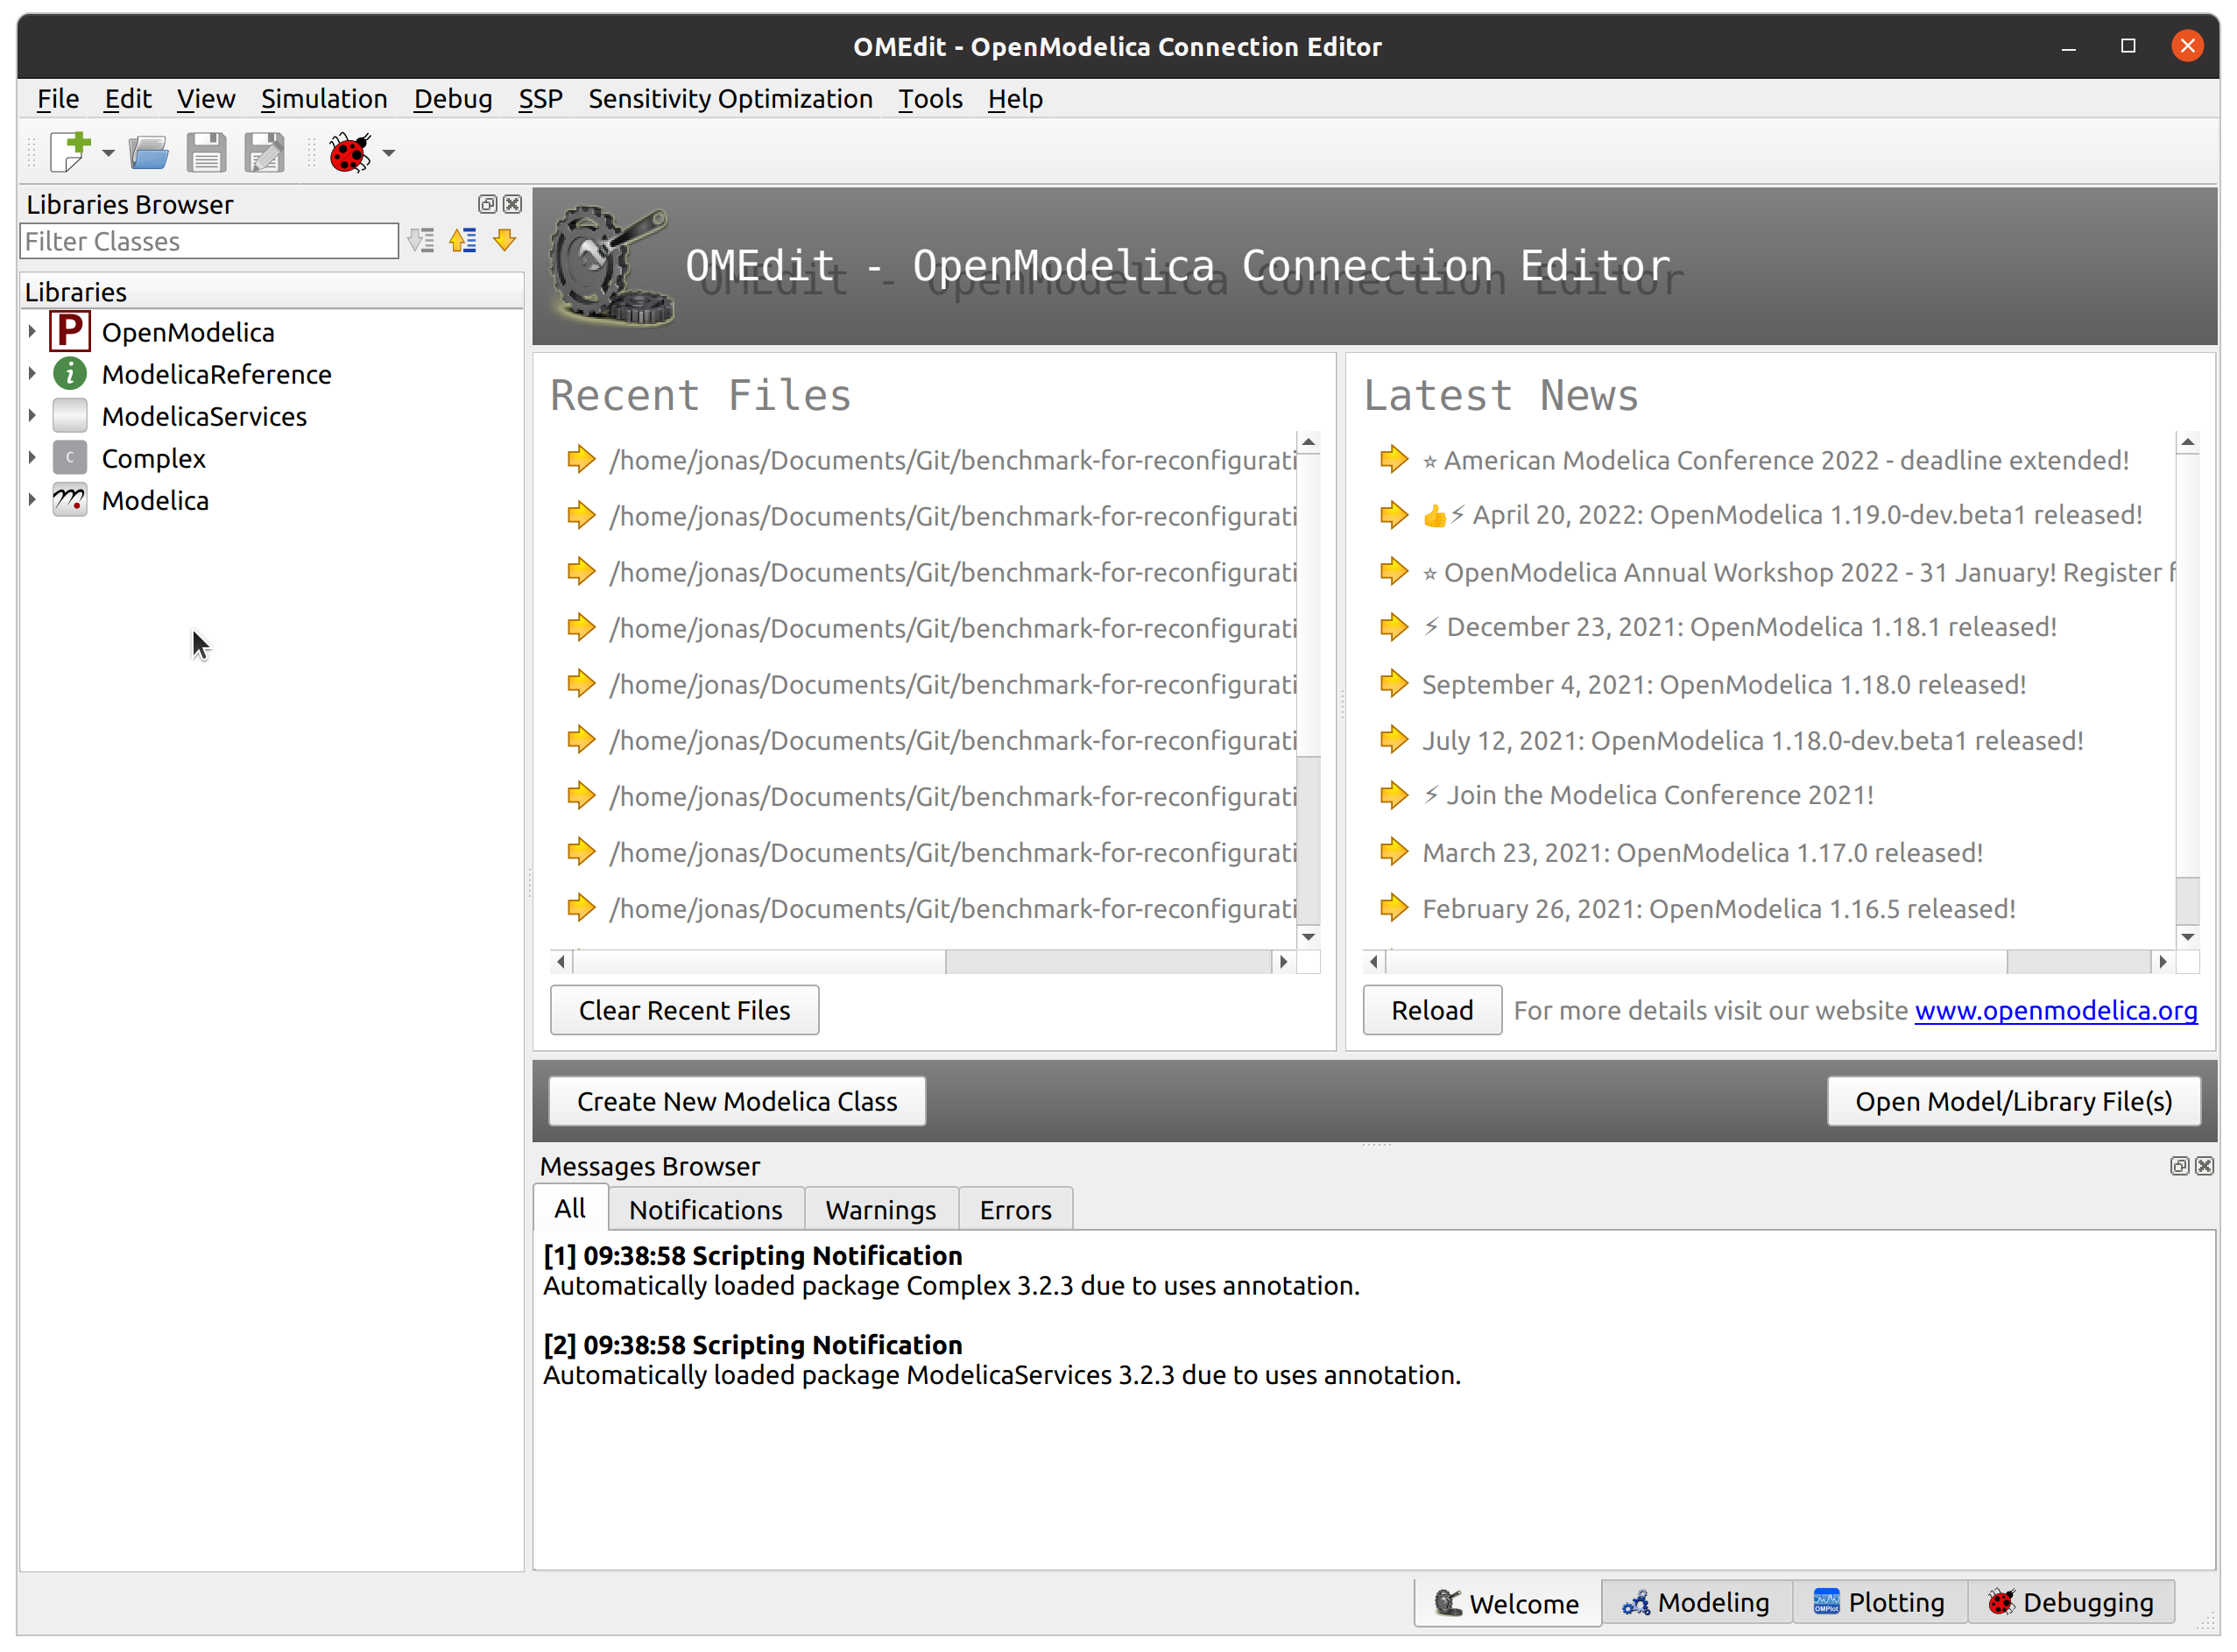 OMEdit - OpenModelica Connection Editor
File Edit View Simulation Debug SSP Sensitivity Optimization Tools Help
Libraries Browser
Filter Classes
Libraries
P OpenModelica
i ModelicaReference
ModelicaServices
C Complex
m Modelica
OMEdit - OpenModelica Connection Editor
Recent Files
/home/jonas/Documents/Git/benchmark-for-reconfigurati
/home/jonas/Documents/Git/benchmark-for-reconfigurati
/home/jonas/Documents/Git/benchmark-for-reconfigurati
/home/jonas/Documents/Git/benchmark-for-reconfigurati
/home/jonas/Documents/Git/benchmark-for-reconfigurati
/home/jonas/Documents/Git/benchmark-for-reconfigurati
/home/jonas/Documents/Git/benchmark-for-reconfigurati
/home/jonas/Documents/Git/benchmark-for-reconfigurati
/home/jonas/Documents/Git/benchmark-for-reconfigurati
Clear Recent Files
Latest News
⭐ American Modelica Conference 2022 - deadline extended!
👍⚡ April 20, 2022: OpenModelica 1.19.0-dev.beta1 released!
⭐ OpenModelica Annual Workshop 2022 - 31 January! Register f
⚡ December 23, 2021: OpenModelica 1.18.1 released!
September 4, 2021: OpenModelica 1.18.0 released!
July 12, 2021: OpenModelica 1.18.0-dev.beta1 released!
⚡ Join the Modelica Conference 2021!
March 23, 2021: OpenModelica 1.17.0 released!
February 26, 2021: OpenModelica 1.16.5 released!
Reload For more details visit our website www.openmodelica.org
Create New Modelica Class
Open Model/Library File(s)
Messages Browser
All Notifications Warnings Errors
[1] 09:38:58 Scripting Notification
Automatically loaded package Complex 3.2.3 due to uses annotation.
[2] 09:38:58 Scripting Notification
Automatically loaded package ModelicaServices 3.2.3 due to uses annotation.
Welcome Modeling OMPlot Plotting Debugging